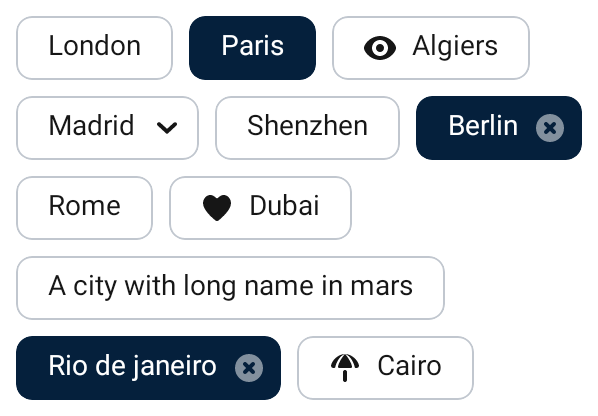 London Paris Algiers
Madrid Shenzhen Berlin
Rome Dubai
A city with long name in mars
Rio de janeiro Cairo